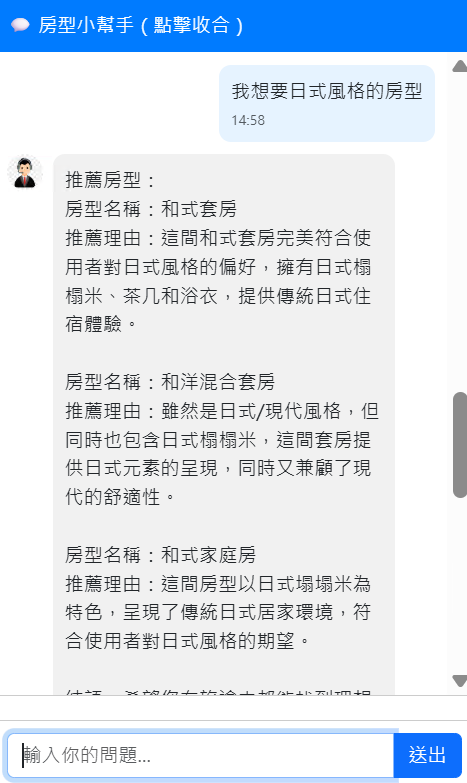 房型小幫手（點擊收合）
我想要日式風格的房型
14:58
推薦房型：
房型名稱：和式套房
推薦理由：這間和式套房完美符合使
用者對日式風格的偏好，擁有日式榻
榻米、茶几和浴衣，提供傳統日式住
宿體驗。
房型名稱：和洋混合套房
推薦理由：雖然是日式/現代風格，但
同時也包含日式榻榻米，這間套房提
供日式元素的呈現，同時又兼顧了現
代的舒適性。
房型名稱：和式家庭房
推薦理由：這間房型以日式塌塌米為
特色，呈現了傳統日式居家環境，符
合使用者對日式風格的期望。
輸入你的問題...
送出